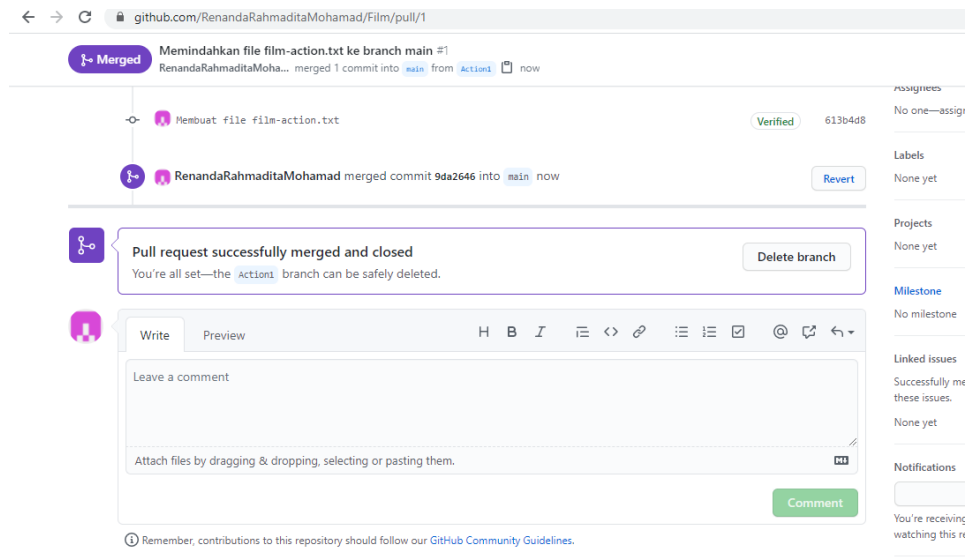 github.com/RenandaRahmaditaMohamad/Film/pull/1
Merged
Memindahkan file film-action.txt ke branch main #1
RenandaRahmaditaMoha... merged 1 commit into main from Action1 now
Assignees
No one—assign
Membuat file film-action.txt
Verified
613b4d8
Labels
None yet
RenandaRahmaditaMohamad merged commit 9da2646 into main now
Revert
Projects
None yet
Pull request successfully merged and closed
You're all set—the Action1 branch can be safely deleted.
Delete branch
Milestone
No milestone
Write
Preview
Linked issues
Successfully me
these issues.
None yet
Leave a comment
Attach files by dragging & dropping, selecting or pasting them.
Comment
Notifications
You're receiving
watching this re
Remember, contributions to this repository should follow our GitHub Community Guidelines.